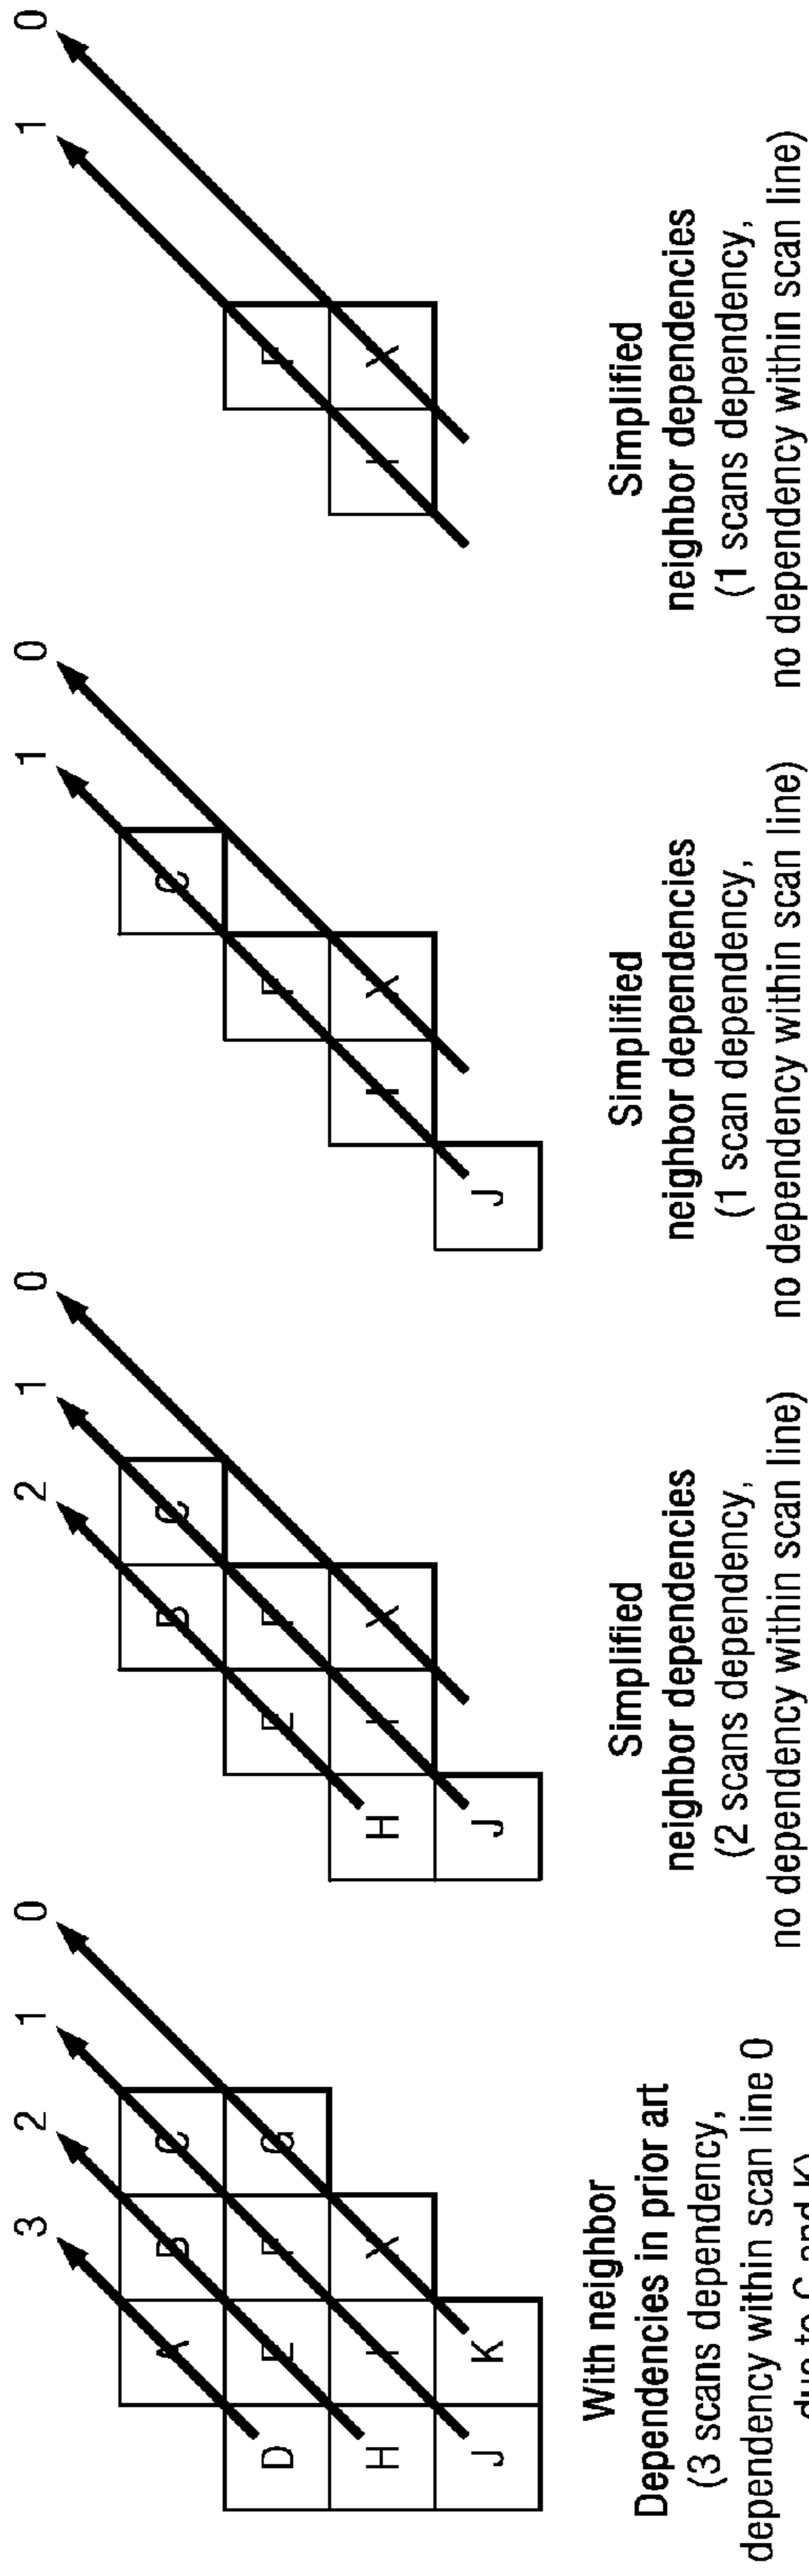 3 2 1 0
A B C
D E F G
H I X
J K
With neighbor
Dependencies in prior art
(3 scans dependency,
dependency within scan line 0
due to G and K)
2 1 0
B C
E F
H I X
J
Simplified
neighbor dependencies
(2 scans dependency,
no dependency within scan line)
1 0
C
F
I X
J
Simplified
neighbor dependencies
(1 scan dependency,
no dependency within scan line)
1 0
F
I X
Simplified
neighbor dependencies
(1 scans dependency,
no dependency within scan line)